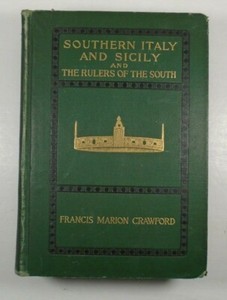 SOUTHERN ITALY
AND SICILY
AND
THE RULERS OF THE SOUTH
FRANCIS MARION CRAWFORD